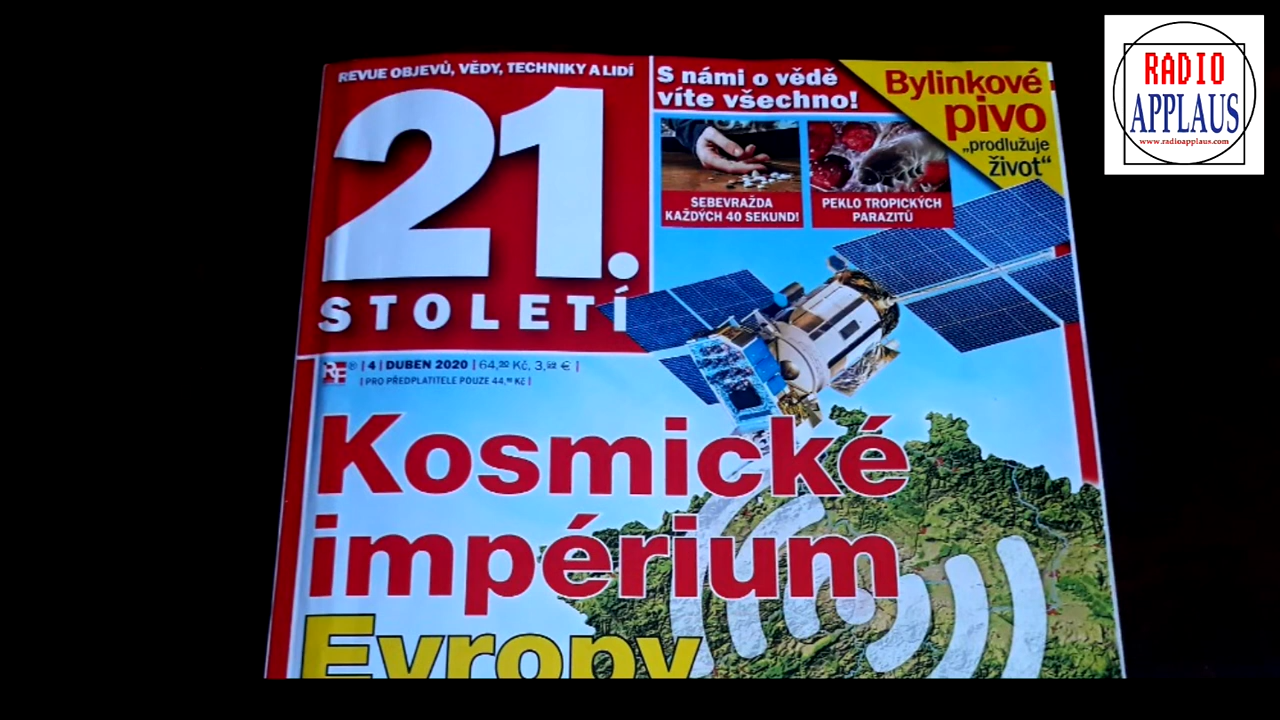 REVUE OBJEVŮ, VĚDY, TECHNIKY A LIDÍ
21.
STOLETÍ
S námi o vědě
víte všechno!
Bylinkové
pivo
„prodlužuje
život“
SEBEVRAŽDA
KAŽDÝCH 40 SEKUND!
PEKLO TROPICKÝCH
PARAZITŮ
RF® | 4 | DUBEN 2020 | 64,20 Kč, 3,52 € |
| PRO PŘEDPLATITELE POUZE 44,90 Kč |
Kosmické
impérium
Evropy
RADIO
APPLAUS
www.radioapplaus.com